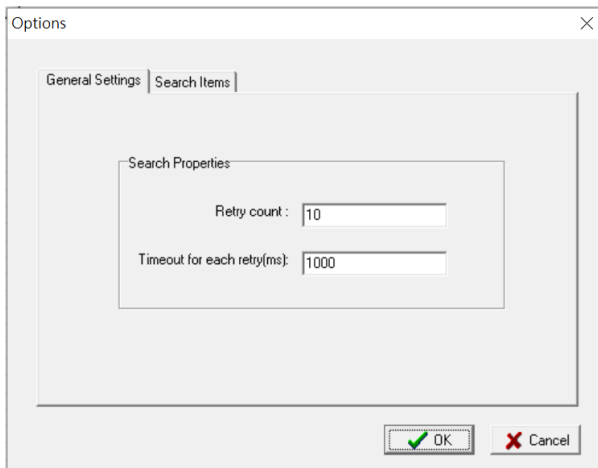 Options
General Settings
Search Items
Search Properties
Retry count :
10
Timeout for each retry(ms):
1000
OK
Cancel